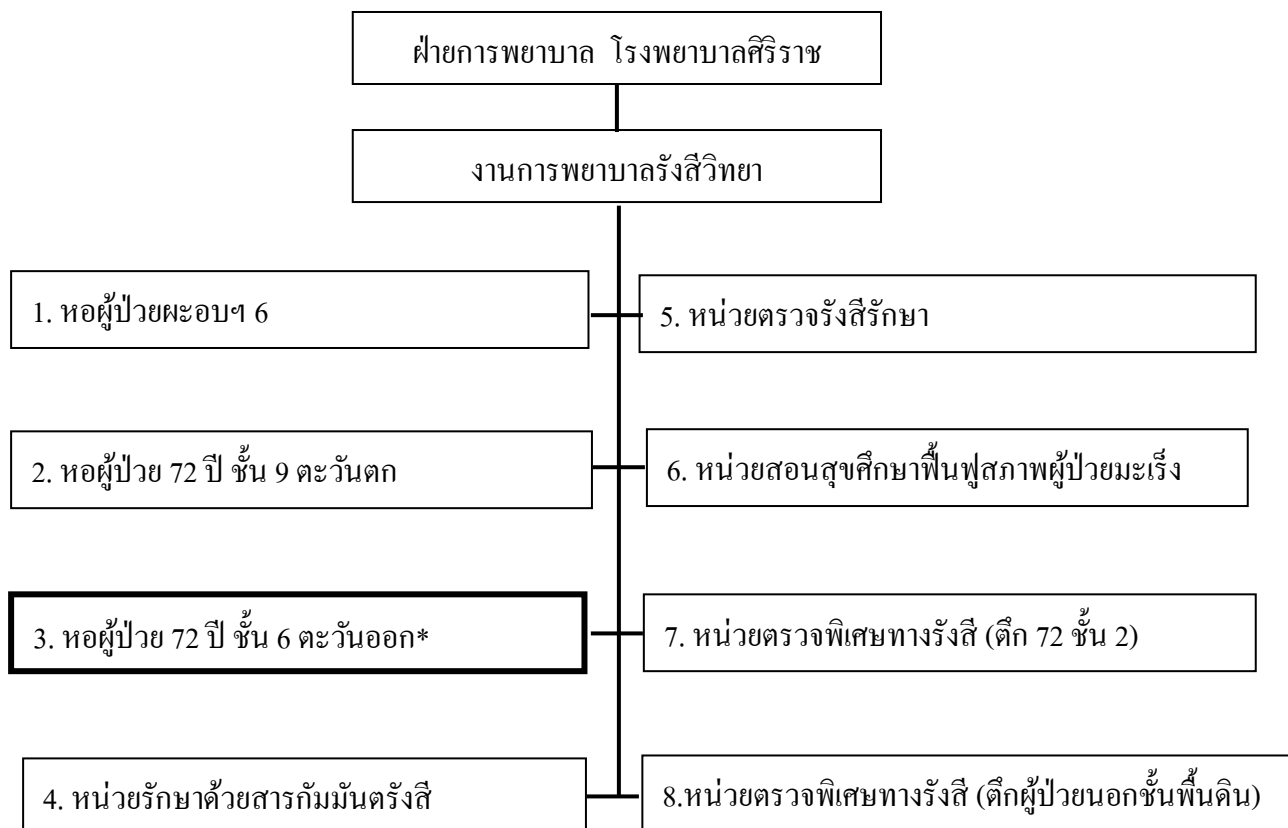 ฝ่ายการพยาบาล โรงพยาบาลศิริราช
งานการพยาบาลรังสีวิทยา
1. หอผู้ป่วยผะอบฯ 6
5. หน่วยตรวจรังสีรักษา
2. หอผู้ป่วย 72 ปี ชั้น 9 ตะวันตก
6. หน่วยสอนสุขศึกษาฟื้นฟูสภาพผู้ป่วยมะเร็ง
3. หอผู้ป่วย 72 ปี ชั้น 6 ตะวันออก*
7. หน่วยตรวจพิเศษทางรังสี (ตึก 72 ชั้น 2)
4. หน่วยรักษาด้วยสารกัมมันตรังสี
8.หน่วยตรวจพิเศษทางรังสี (ตึกผู้ป่วยนอกชั้นพื้นดิน)